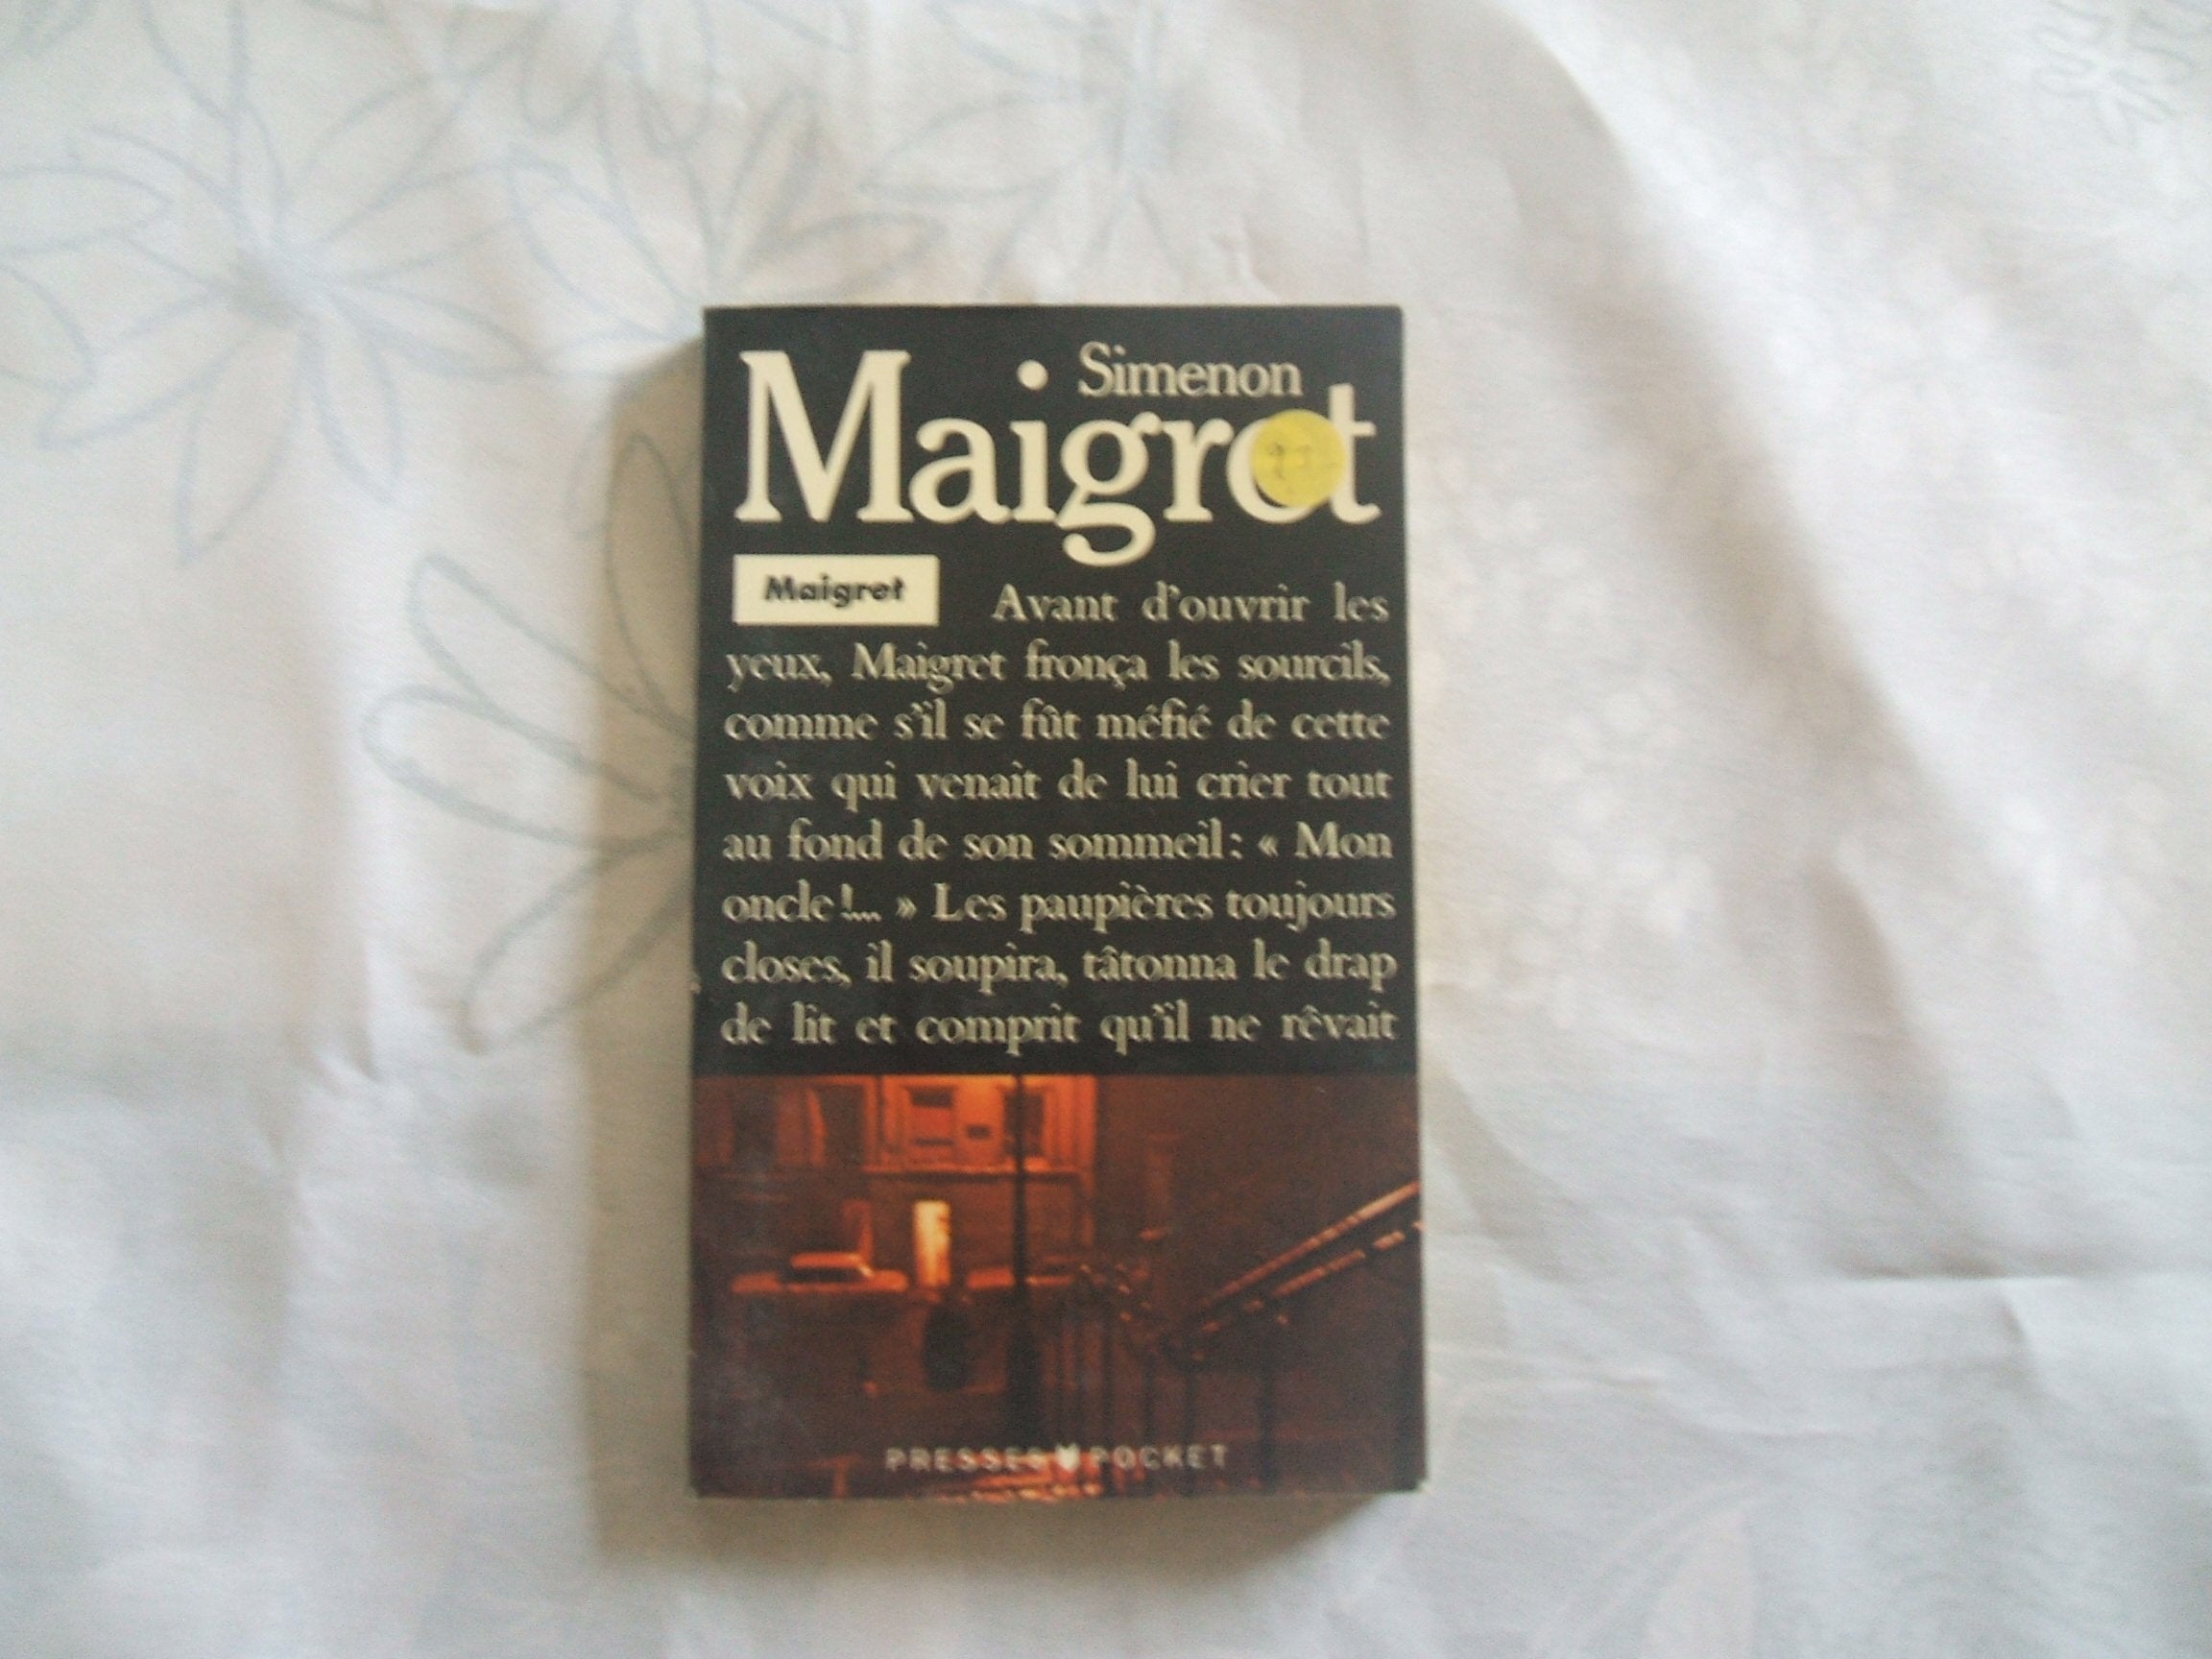 Simenon
Maigret
Maigret
Avant d'ouvrir les
yeux, Maigret fronça les sourcils,
comme s'il se fût méfié de cette
voix qui venait de lui crier tout
au fond de son sommeil : « Mon
oncle !... » Les paupières toujours
closes, il soupira, tâtonna le drap
de lit et comprit qu'il ne rêvait
PRESSES POCKET